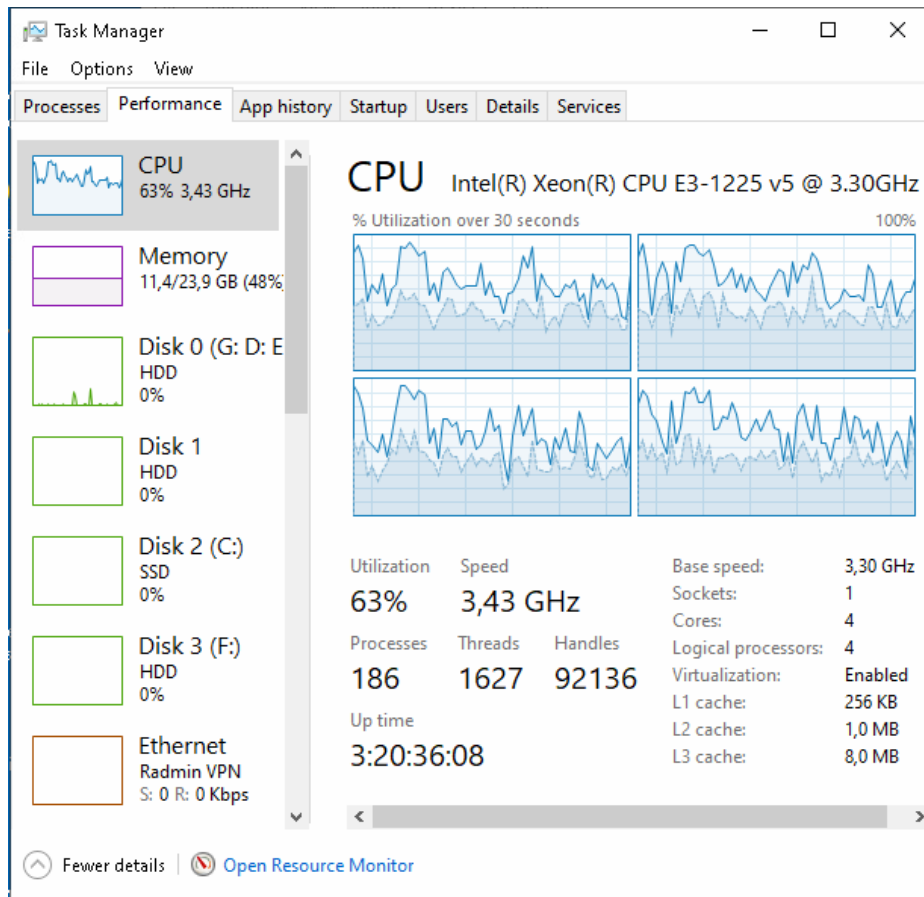 Task Manager
File Options View
Processes Performance App history Startup Users Details Services
CPU
63% 3,43 GHz
Memory
11,4/23,9 GB (48%)
Disk 0 (G: D: E
HDD
0%
Disk 1
HDD
0%
Disk 2 (C:)
SSD
0%
Disk 3 (F:)
HDD
0%
Ethernet
Radmin VPN
S: 0 R: 0 Kbps
CPU Intel(R) Xeon(R) CPU E3-1225 v5 @ 3.30GHz
% Utilization over 30 seconds 100%
Utilization Speed
63% 3,43 GHz
Processes Threads Handles
186 1627 92136
Up time
3:20:36:08
Base speed: 3,30 GHz
Sockets: 1
Cores: 4
Logical processors: 4
Virtualization: Enabled
L1 cache: 256 KB
L2 cache: 1,0 MB
L3 cache: 8,0 MB
Fewer details Open Resource Monitor